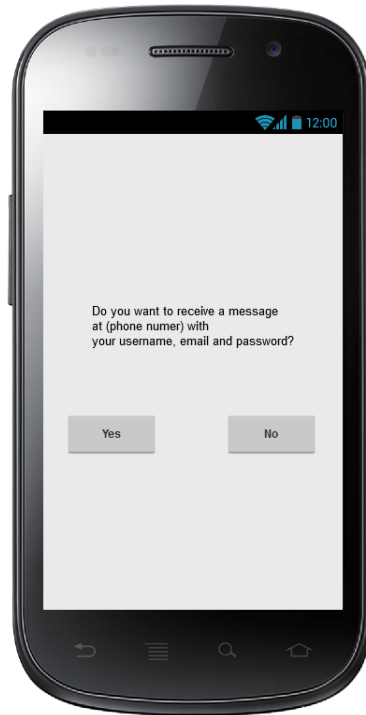 12:00
Do you want to receive a message
at (phone numer) with
your username, email and password?
Yes
No